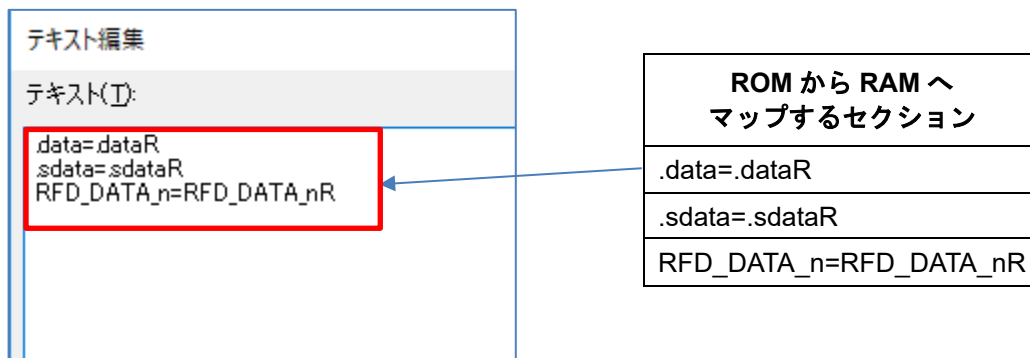 テキスト編集
テキスト(T):
.data=.dataR
.sdata=.sdataR
RFD_DATA_n=RFD_DATA_nR
ROM から RAM へ
マップするセクション
.data=.dataR
.sdata=.sdataR
RFD_DATA_n=RFD_DATA_nR